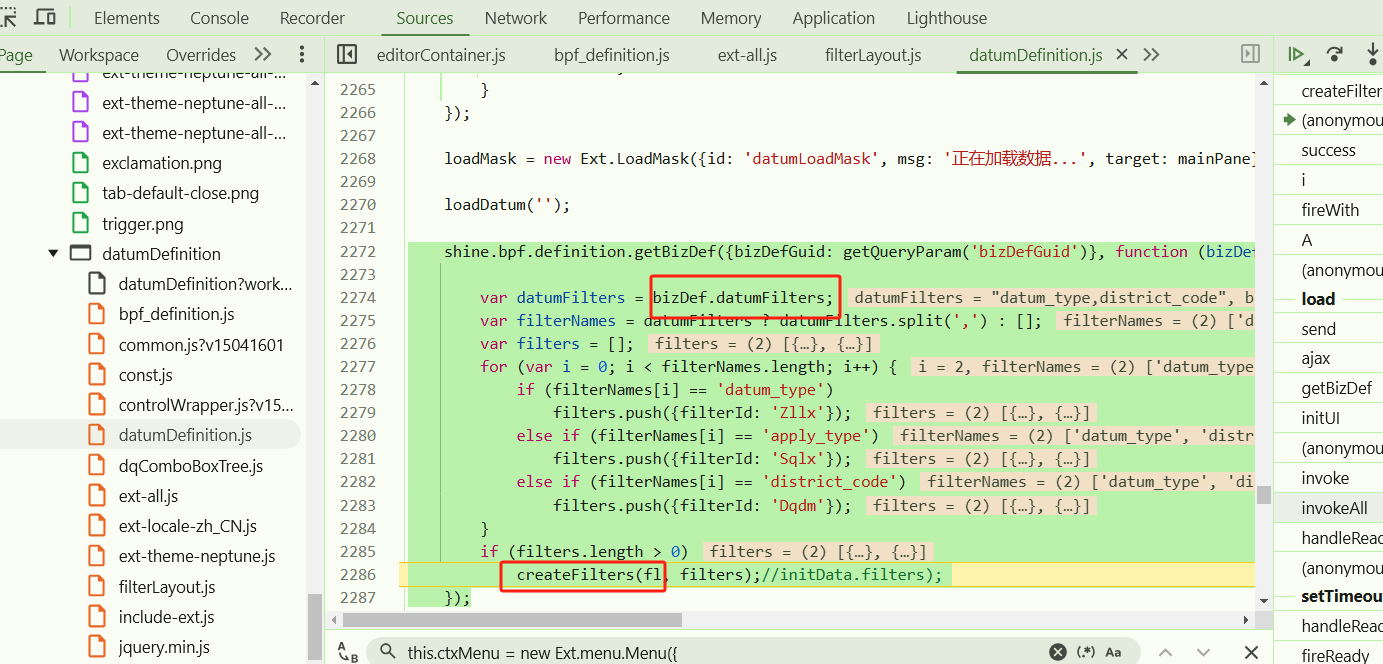 Elements Console Recorder Sources Network Performance Memory Application Lighthouse
Page Workspace Overrides
editorContainer.js bpf_definition.js ext-all.js filterLayout.js datumDefinition.js
ext-theme-neptune-all-...
ext-theme-neptune-all-...
ext-theme-neptune-all-...
exclamation.png
tab-default-close.png
trigger.png
datumDefinition
datumDefinition?work...
bpf_definition.js
common.js?v15041601
const.js
controlWrapper.js?v15...
datumDefinition.js
dqComboBoxTree.js
ext-all.js
ext-locale-zh_CN.js
ext-theme-neptune.js
filterLayout.js
include-ext.js
jquery.min.js
2265 }
2266 });
2267
2268 loadMask = new Ext.LoadMask({id: 'datumLoadMask', msg: '正在加载数据...', target: mainPane
2269
2270 loadDatum('');
2271
2272 shine.bpf.definition.getBizDef({bizDefGuid: getQueryParam('bizDefGuid')}, function (bizDe
2273
2274 var datumFilters = bizDef.datumFilters; datumFilters = "datum_type,district_code", b
2275 var filterNames = datumFilters ? datumFilters.split(',') : []; filterNames = (2) ['d
2276 var filters = []; filters = (2) [{…}, {…}]
2277 for (var i = 0; i < filterNames.length; i++) { i = 2, filterNames = (2) ['datum_type
2278 if (filterNames[i] == 'datum_type')
2279 filters.push({filterId: 'Zllx'}); filters = (2) [{…}, {…}]
2280 else if (filterNames[i] == 'apply_type') filterNames = (2) ['datum_type', 'distr
2281 filters.push({filterId: 'Sqlx'}); filters = (2) [{…}, {…}]
2282 else if (filterNames[i] == 'district_code') filterNames = (2) ['datum_type', 'di
2283 filters.push({filterId: 'Dqdm'}); filters = (2) [{…}, {…}]
2284 }
2285 if (filters.length > 0) filters = (2) [{…}, {…}]
2286 createFilters(fl, filters);//initData.filters);
2287 });
this.ctxMenu = new Ext.menu.Menu({ (.*) Aa
createFilter
(anonymou
success
i
fireWith
A
(anonymou
load
send
ajax
getBizDef
initUI
(anonymou
invoke
invokeAll
handleRead
(anonymou
setTimeou
handleRead
fireReady